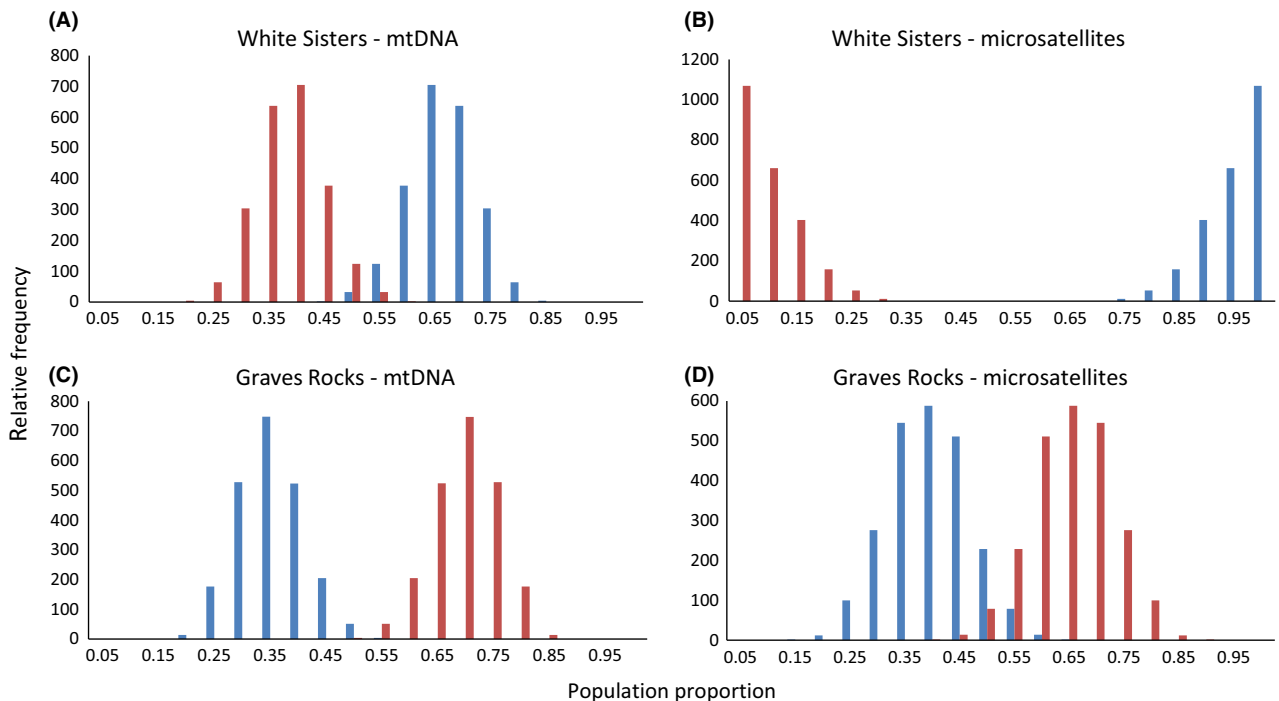 (A)
White Sisters - mtDNA
800
700
600
500
400
300
200
100
0
0.05 0.15 0.25 0.35 0.45 0.55 0.65 0.75 0.85 0.95
(B)
White Sisters - microsatellites
1200
1000
800
600
400
200
0
0.05 0.15 0.25 0.35 0.45 0.55 0.65 0.75 0.85 0.95
Relative frequency
(C)
Graves Rocks - mtDNA
800
700
600
500
400
300
200
100
0
0.05 0.15 0.25 0.35 0.45 0.55 0.65 0.75 0.85 0.95
(D)
Graves Rocks - microsatellites
600
500
400
300
200
100
0
0.05 0.15 0.25 0.35 0.45 0.55 0.65 0.75 0.85 0.95
Population proportion